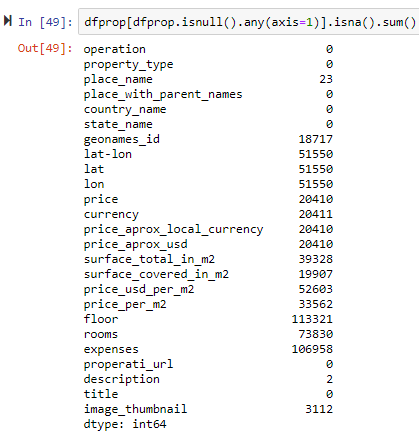 In [49]: dfprop[dfprop.isnull().any(axis=1)].isna().sum()
Out[49]: operation 0
property_type 0
place_name 23
place_with_parent_names 0
country_name 0
state_name 0
geonames_id 18717
lat-lon 51550
lat 51550
lon 51550
price 20410
currency 20411
price_aprox_local_currency 20410
price_aprox_usd 20410
surface_total_in_m2 39328
surface_covered_in_m2 19907
price_usd_per_m2 52603
price_per_m2 33562
floor 113321
rooms 73830
expenses 106958
properati_url 0
description 2
title 0
image_thumbnail 3112
dtype: int64